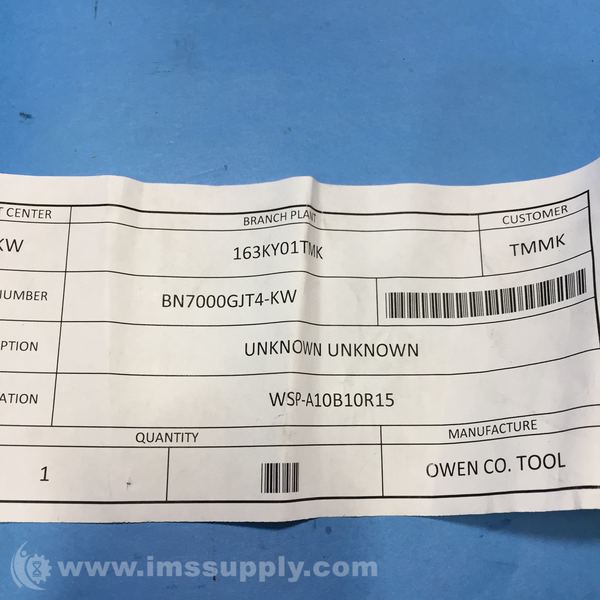 T CENTER BRANCH PLANT CUSTOMER
KW 163KY01TMK TMMK
NUMBER BN7000GJT4-KW
PTION UNKNOWN UNKNOWN
ATION WSP-A10B10R15
QUANTITY MANUFACTURE
1 OWEN CO. TOOL
www.imssupply.com